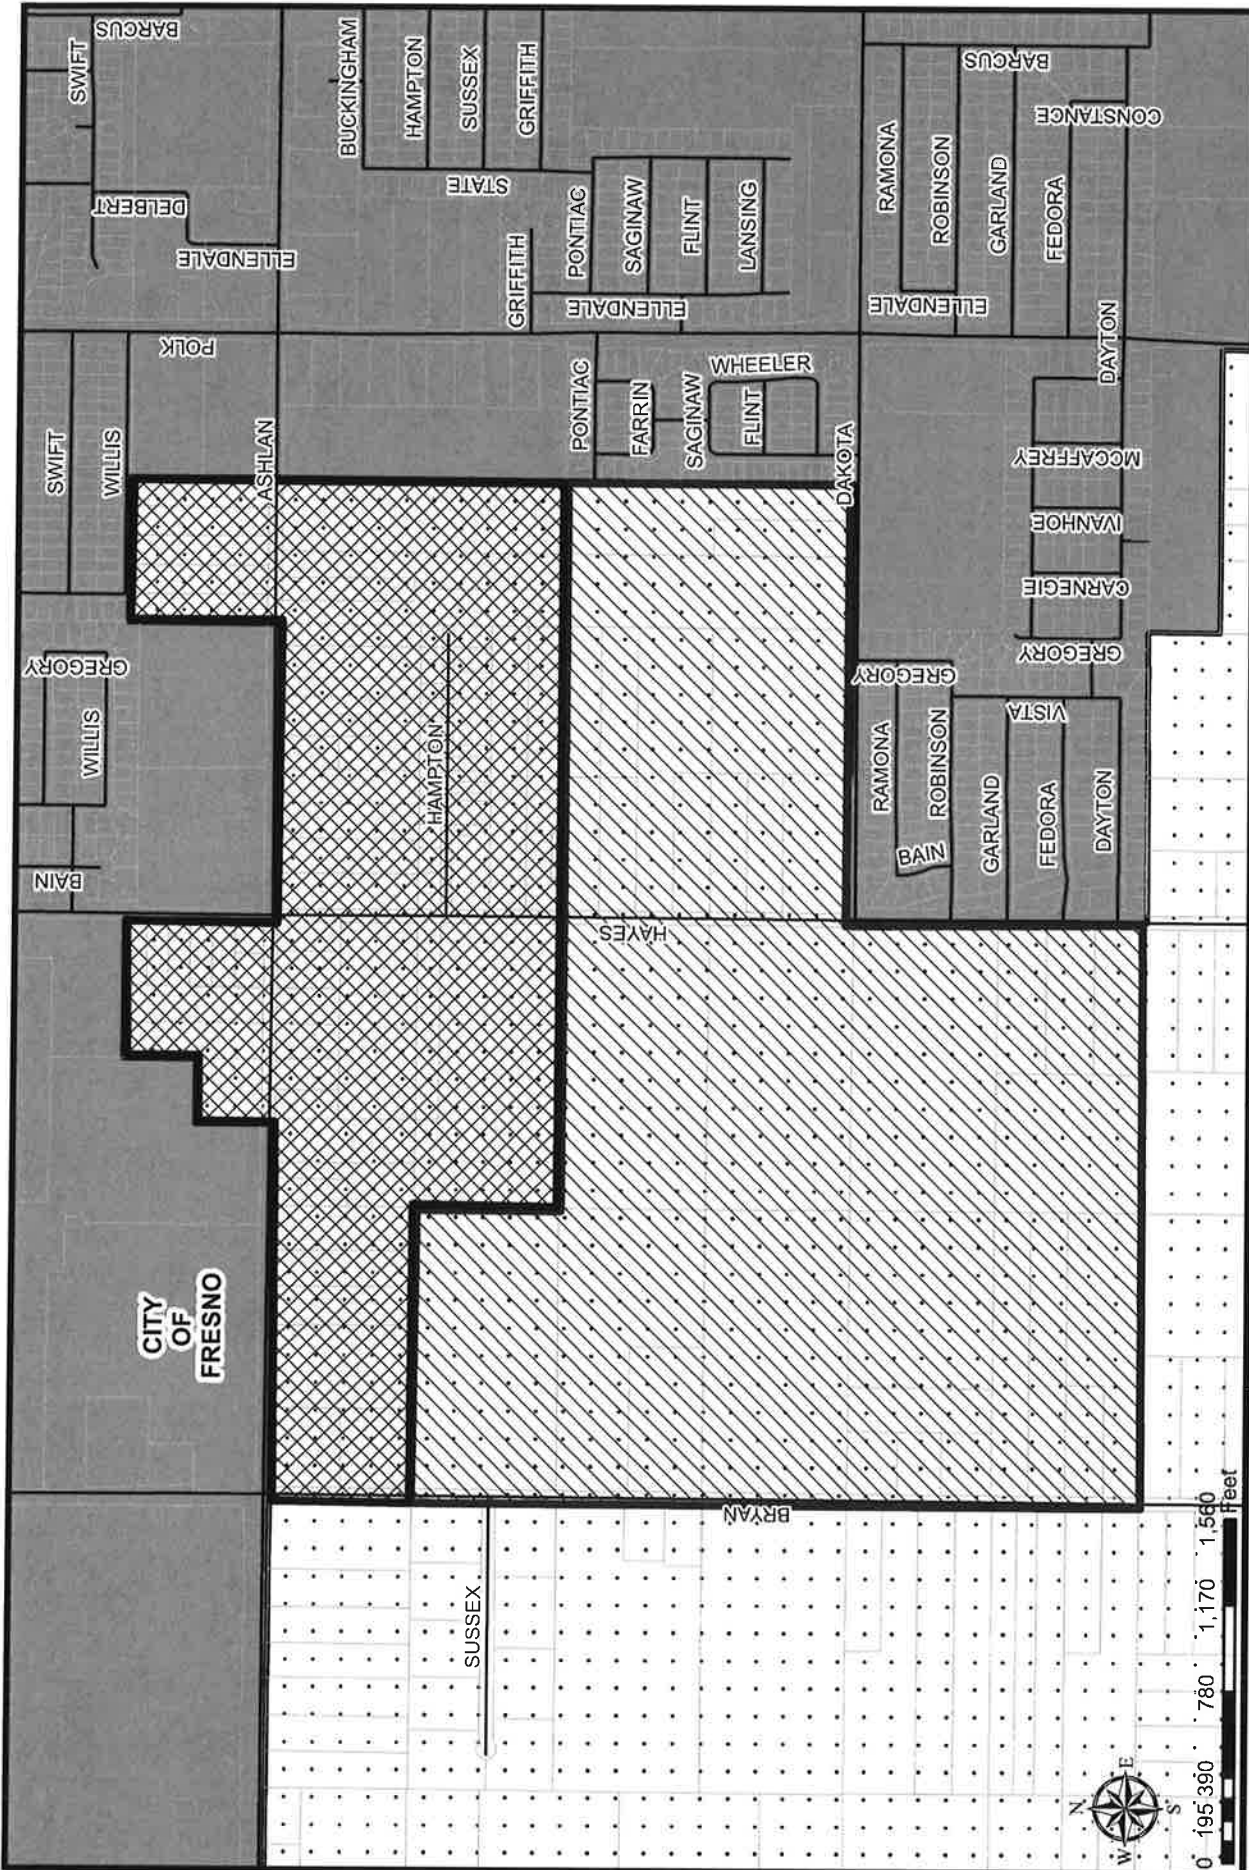 BAIN
SWIFT
SWIFT
GREGORY
WILLIS
WILLIS
BARCUS
DELBERT
CITY
OF
FRESNO
POLK
ELLENDALE
ASHLAN
BUCKINGHAM
HAMPTON
HAMPTON
SUSSEX
SUSSEX
STATE
GRIFFITH
GRIFFITH
PONTIAC
PONTIAC
HAYES
ELLENDALE
FARRIN
SAGINAW
SAGINAW
FLINT
FLINT
LANSING
BRYAN
WHEELER
DAKOTA
RAMONA
RAMONA
GREGORY
BAIN
ROBINSON
ROBINSON
ELLENDALE
GARLAND
GARLAND
BARCUS
VISTA
FEDORA
FEDORA
GREGORY
CARNEGIE
IVANHOE
MCCAFFREY
CONSTANCE
DAYTON
DAYTON
N
W E
S
0 195 390 780 1,170 1,560
Feet